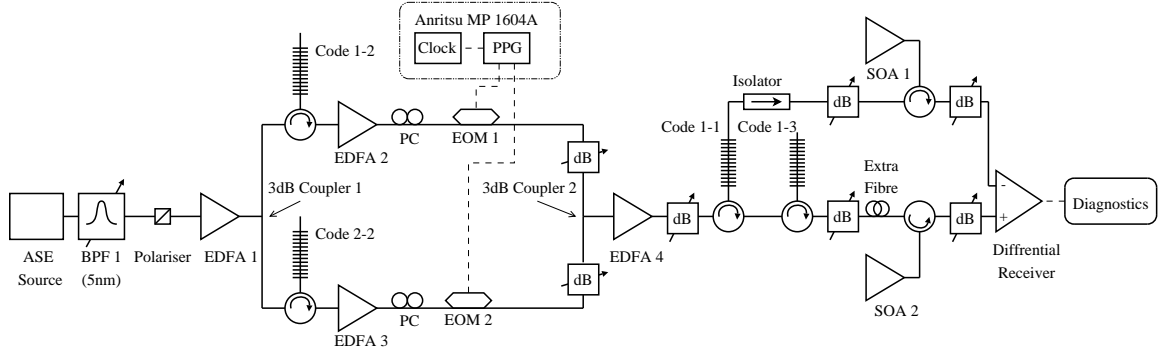 Anritsu MP 1604A
Clock
PPG
Code 1-2
EDFA 2
PC
EOM 1
dB
3dB Coupler 1
3dB Coupler 2
ASE
Source
BPF 1
(5nm)
Polariser
EDFA 1
Code 2-2
EDFA 3
PC
EOM 2
dB
EDFA 4
dB
Code 1-1
Code 1-3
Isolator
dB
SOA 1
dB
dB
Extra
Fibre
SOA 2
dB
-
+
Diffrential
Receiver
Diagnostics